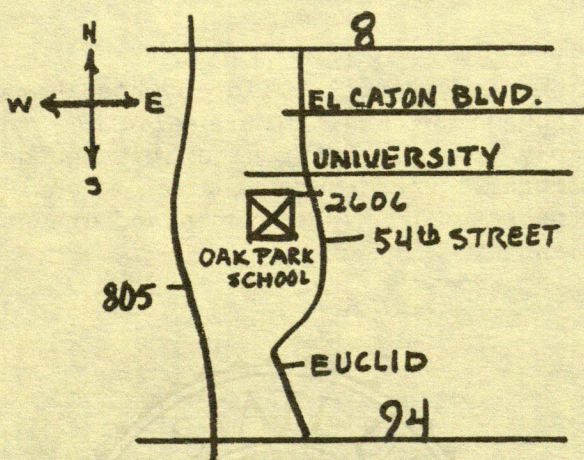 8
N
W E
S
EL CAJON BLVD.
UNIVERSITY
2606
54th STREET
OAK PARK
SCHOOL
805
EUCLID
94